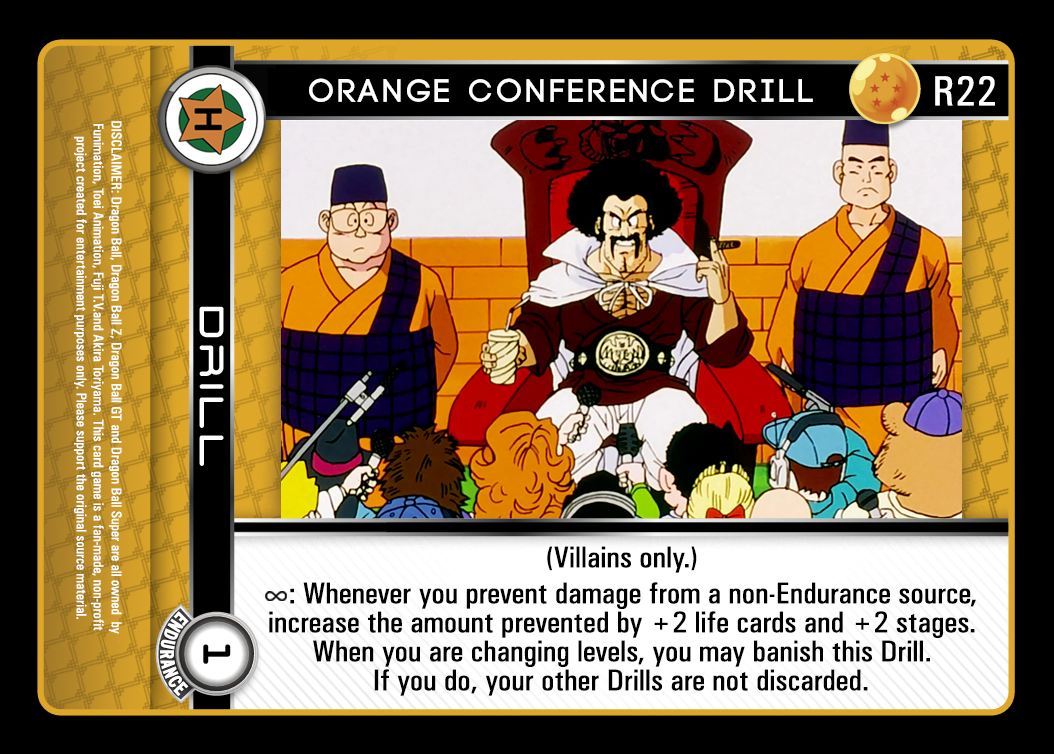 ORANGE CONFERENCE DRILL
R22
H
DRILL
DISCLAIMER: Dragon Ball, Dragon Ball Z, Dragon Ball GT and Dragon Ball Super are all owned by
Funimation, Toei Animation, Fuji T.V.and Akira Toriyama. This card game is a fan-made, non-profit
project created for entertainment purposes only. Please support the original source material.
(Villains only.)
∞: Whenever you prevent damage from a non-Endurance source,
increase the amount prevented by +2 life cards and +2 stages.
When you are changing levels, you may banish this Drill.
If you do, your other Drills are not discarded.
ENDURANCE
1